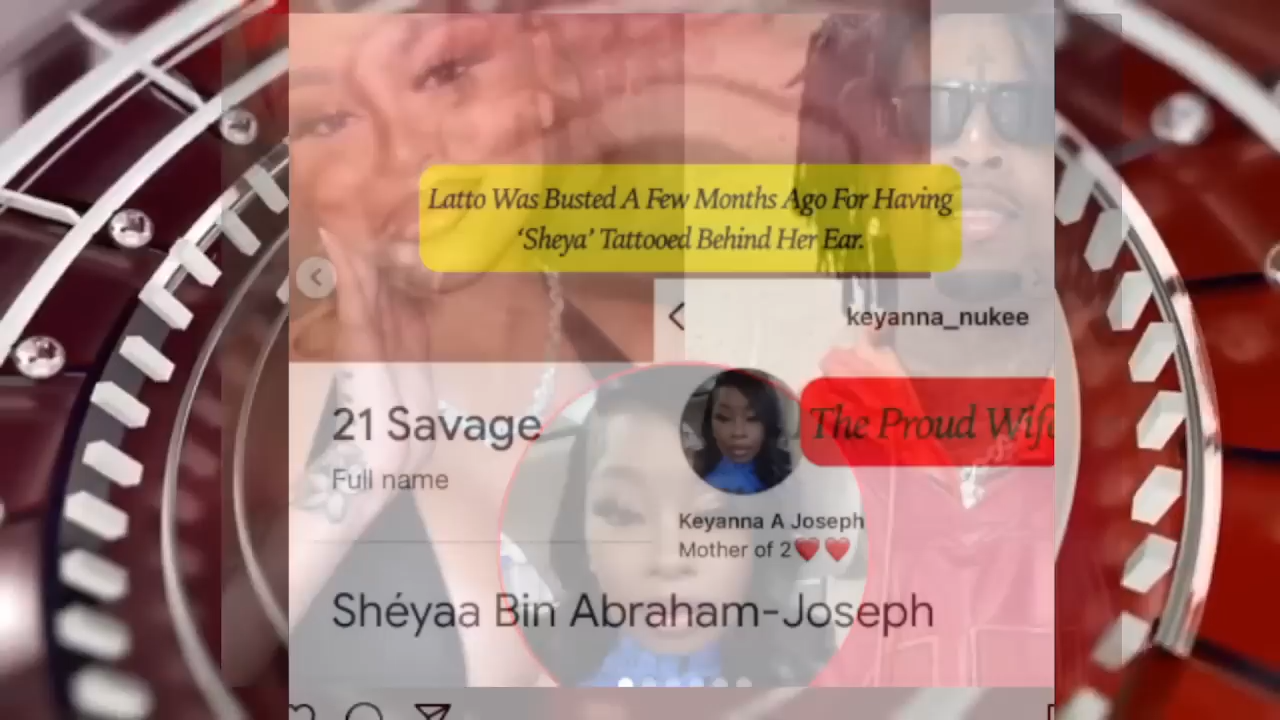 Latto Was Busted A Few Months Ago For Having
‘Sheya’ Tattooed Behind Her Ear.
keyanna_nukee
21 Savage
The Proud Wife
Full name
Keyanna A Joseph
Mother of 2❤️❤️
Shéyaa Bin Abraham-Joseph